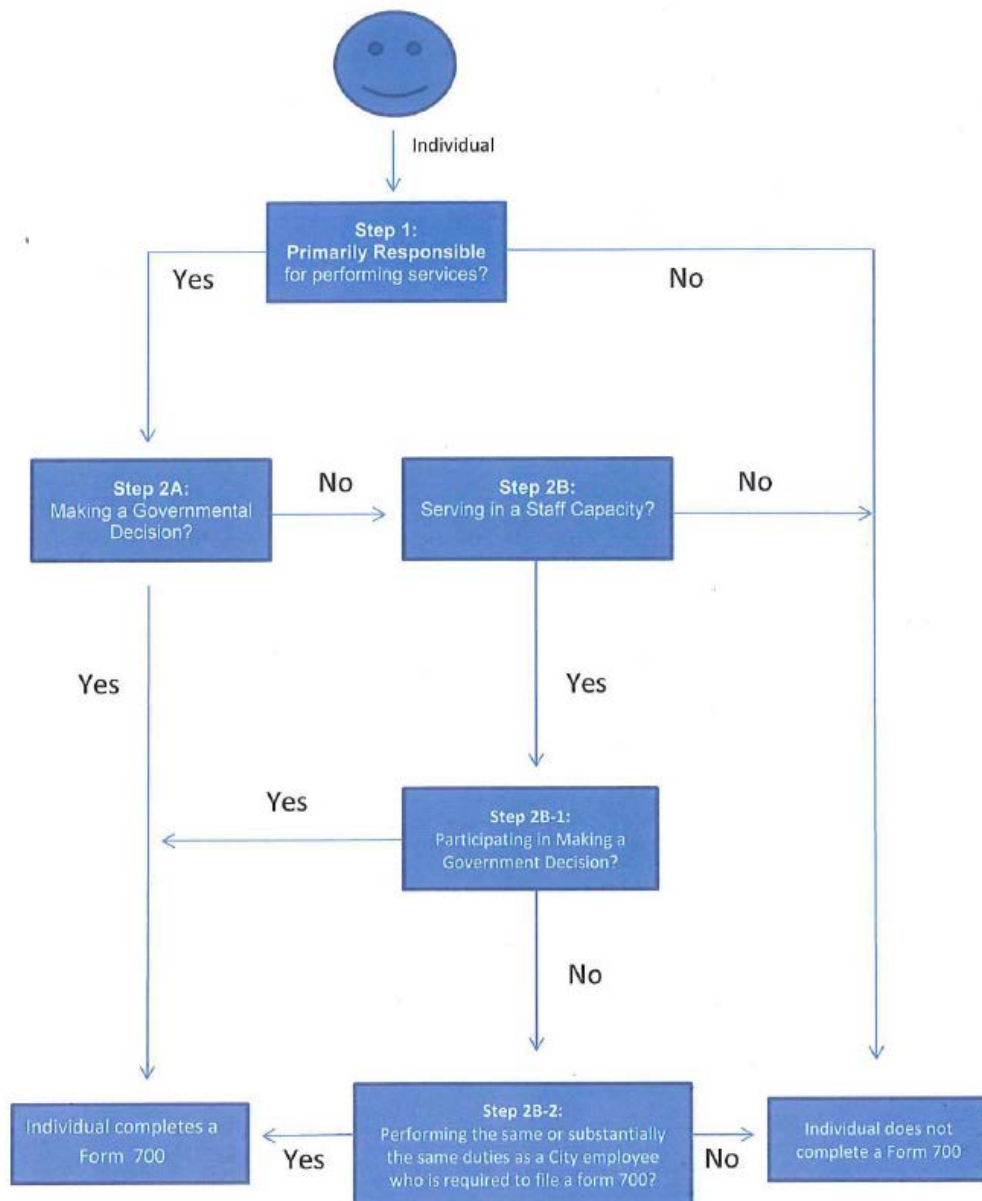 Individual
Step 1:
Primarily Responsible
for performing services?
Yes
No
Step 2A:
Making a Governmental
Decision?
No
Step 2B:
Serving in a Staff Capacity?
No
Yes
Yes
Yes
Step 2B-1:
Participating in Making a
Government Decision?
No
Individual completes a
Form 700
Yes
Step 2B-2:
Performing the same or substantially
the same duties as a City employee
who is required to file a form 700?
No
Individual does not
complete a Form 700